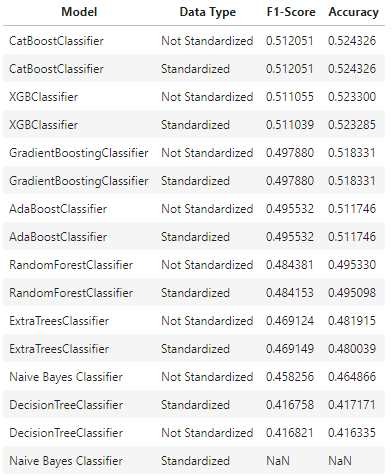 Model Data Type F1-Score Accuracy
CatBoostClassifier Not Standardized 0.512051 0.524326
CatBoostClassifier Standardized 0.512051 0.524326
XGBClassifier Not Standardized 0.511055 0.523300
XGBClassifier Standardized 0.511039 0.523285
GradientBoostingClassifier Not Standardized 0.497880 0.518331
GradientBoostingClassifier Standardized 0.497880 0.518331
AdaBoostClassifier Not Standardized 0.495532 0.511746
AdaBoostClassifier Standardized 0.495532 0.511746
RandomForestClassifier Not Standardized 0.484381 0.495330
RandomForestClassifier Standardized 0.484153 0.495098
ExtraTreesClassifier Not Standardized 0.469124 0.481915
ExtraTreesClassifier Standardized 0.469149 0.480039
Naive Bayes Classifier Not Standardized 0.458256 0.464866
DecisionTreeClassifier Standardized 0.416758 0.417171
DecisionTreeClassifier Not Standardized 0.416821 0.416335
Naive Bayes Classifier Standardized NaN NaN